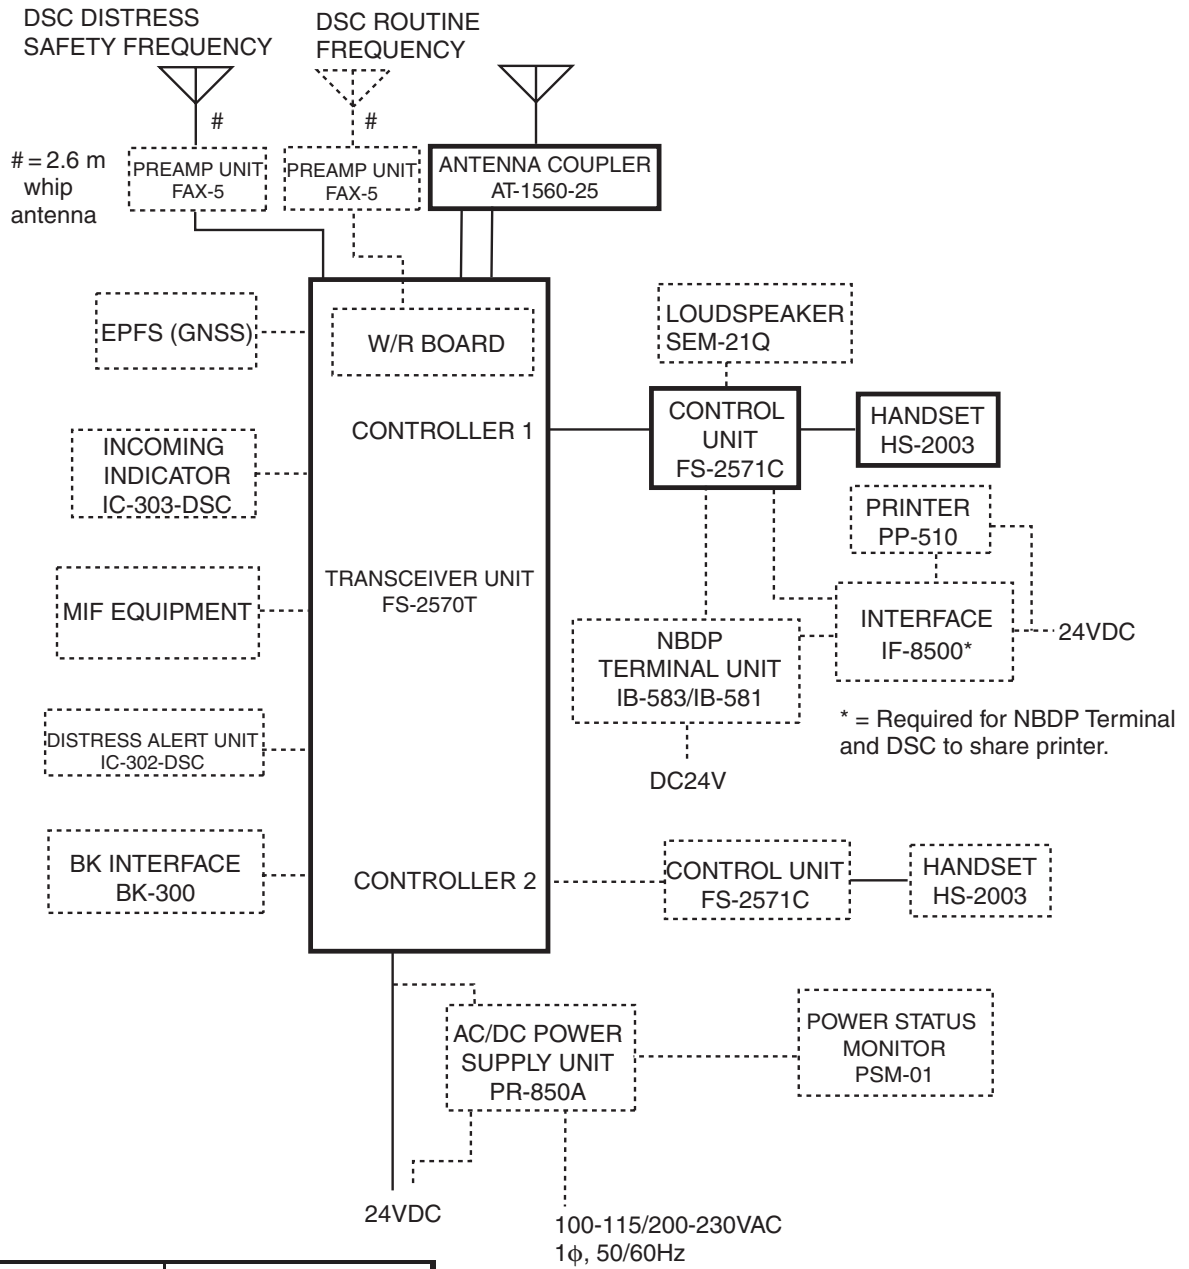 DSC DISTRESS
SAFETY FREQUENCY
DSC ROUTINE
FREQUENCY
#
#
# = 2.6 m
whip
antenna
PREAMP UNIT
FAX-5
PREAMP UNIT
FAX-5
ANTENNA COUPLER
AT-1560-25
EPFS (GNSS)
W/R BOARD
LOUDSPEAKER
SEM-21Q
CONTROLLER 1
CONTROL
UNIT
FS-2571C
HANDSET
HS-2003
INCOMING
INDICATOR
IC-303-DSC
PRINTER
PP-510
TRANSCEIVER UNIT
FS-2570T
MIF EQUIPMENT
NBDP
TERMINAL UNIT
IB-583/IB-581
INTERFACE
IF-8500*
24VDC
* = Required for NBDP Terminal
and DSC to share printer.
DISTRESS ALERT UNIT
IC-302-DSC
DC24V
BK INTERFACE
BK-300
CONTROLLER 2
CONTROL UNIT
FS-2571C
HANDSET
HS-2003
AC/DC POWER
SUPPLY UNIT
PR-850A
POWER STATUS
MONITOR
PSM-01
24VDC
100-115/200-230VAC
1ϕ, 50/60Hz